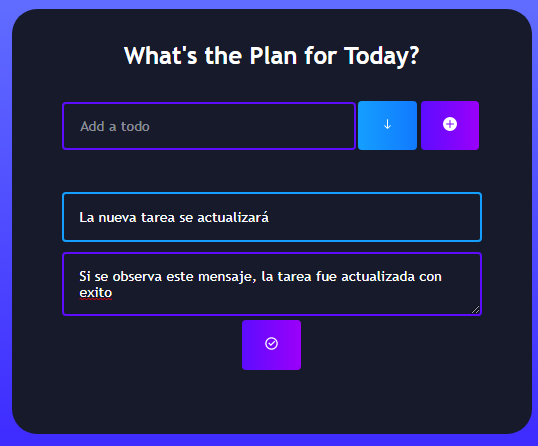 What's the Plan for Today?
Add a todo
La nueva tarea se actualizará
Si se observa este mensaje, la tarea fue actualizada con
exito